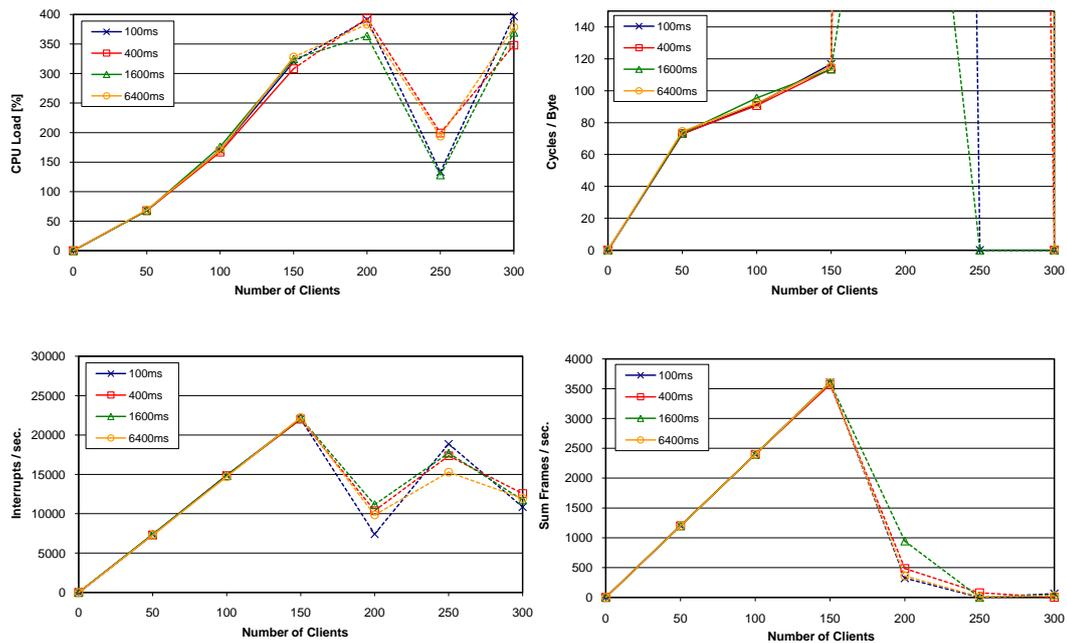 CPU Load [%]
400
350
300
250
200
150
100
50
0
100ms
400ms
1600ms
6400ms
0 50 100 150 200 250 300
Number of Clients
Cycles / Byte
140
120
100
80
60
40
20
0
100ms
400ms
1600ms
6400ms
0 50 100 150 200 250 300
Number of Clients
Interrupts / sec.
30000
25000
20000
15000
10000
5000
0
100ms
400ms
1600ms
6400ms
0 50 100 150 200 250 300
Number of Clients
Sum Frames / sec.
4000
3500
3000
2500
2000
1500
1000
500
0
100ms
400ms
1600ms
6400ms
0 50 100 150 200 250 300
Number of Clients